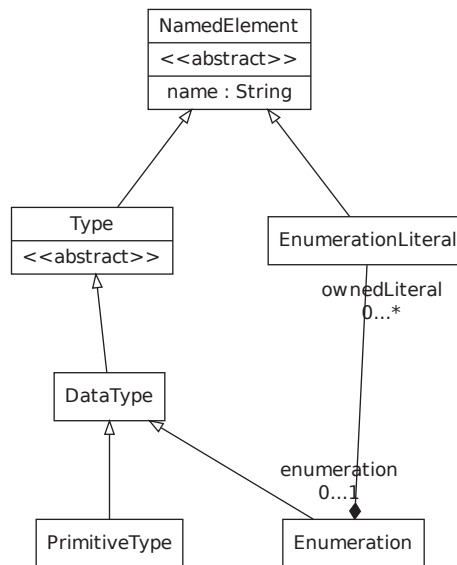 NamedElement
<<abstract>>
name : String
Type
<<abstract>>
EnumerationLiteral
ownedLiteral
0...*
DataType
enumeration
0...1
PrimitiveType
Enumeration